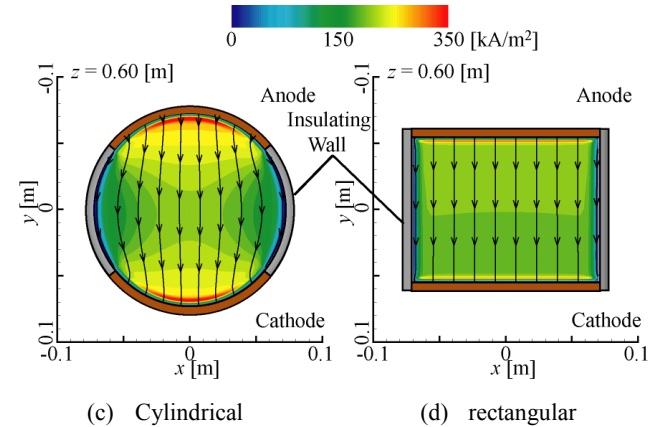 0 150 350 [kA/m²]
z = 0.60 [m]
Anode
Insulating
Wall
Cathode
-0.1
0
0.1
y [m]
-0.1 0 0.1
x [m]
z = 0.60 [m]
Anode
Cathode
-0.1
0
0.1
y [m]
-0.1 0 0.1
x [m]
(c) Cylindrical
(d) rectangular